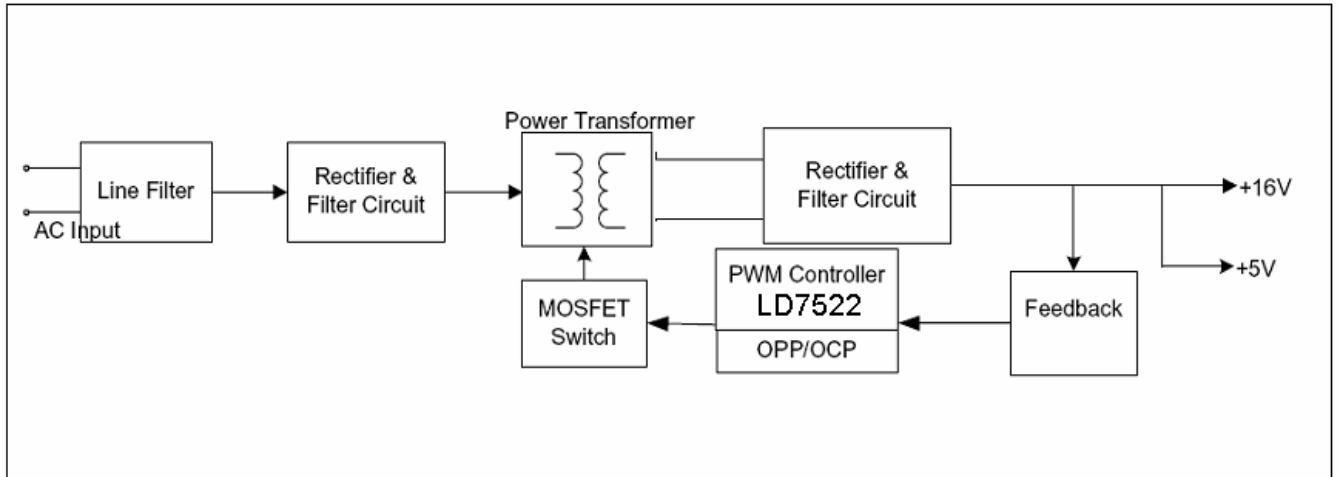 Power Transformer
AC Input
Line Filter
Rectifier &
Filter Circuit
Rectifier &
Filter Circuit
+16V
+5V
MOSFET
Switch
PWM Controller
LD7522
OPP/OCP
Feedback